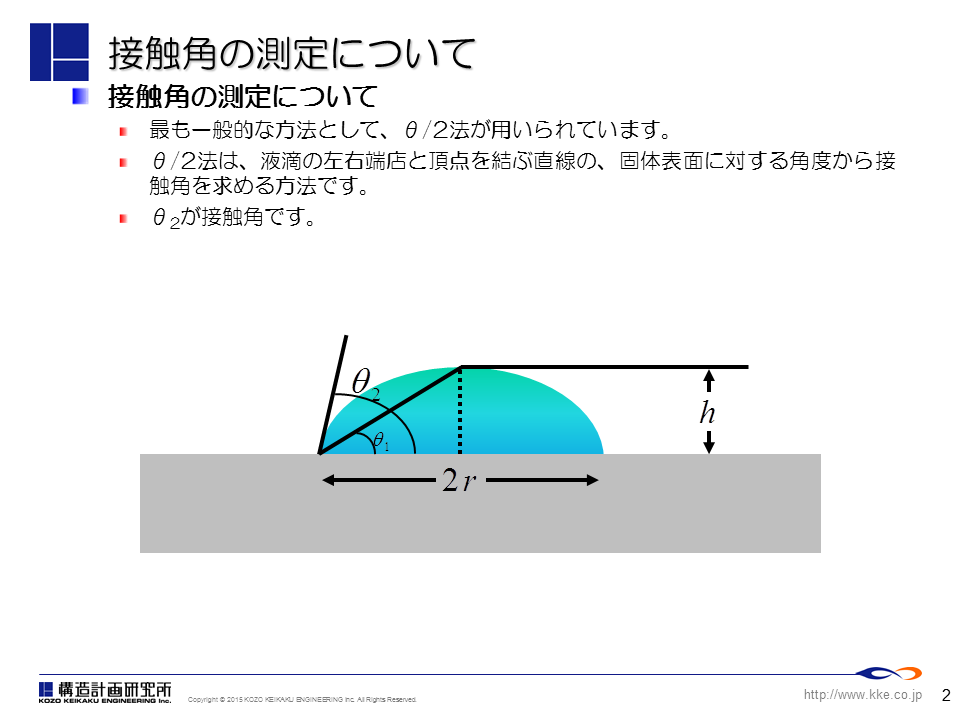 接触角の測定について
接触角の測定について
最も一般的な方法として、θ/2法が用いられています。
θ/2法は、液滴の左右端店と頂点を結ぶ直線の、固体表面に対する角度から接
触角を求める方法です。
θ2が接触角です。
θ2
θ1
h
2r
構造計画研究所
KOZO KEIKAKU ENGINEERING Inc.
Copyright © 2015 KOZO KEIKAKU ENGINEERING Inc. All Rights Reserved.
http://www.kke.co.jp
2